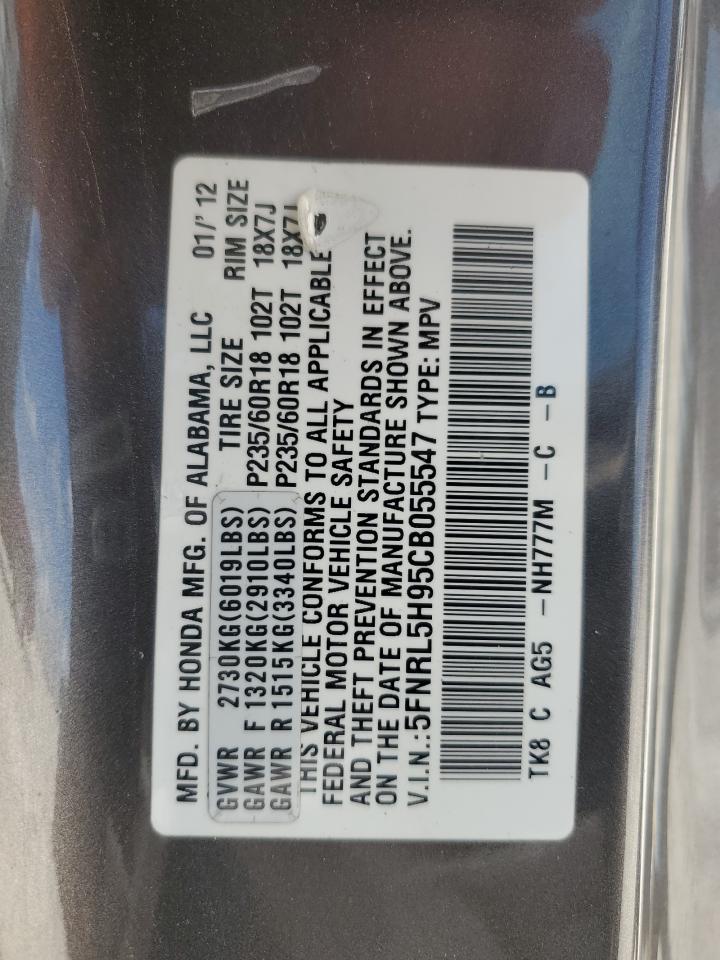 MFD. BY HONDA MFG. OF ALABAMA, LLC 01/' 12
GVWR 2730KG(6019LBS) TIRE SIZE RIM SIZE
GAWR F 1320KG(2910LBS) P235/60R18 102T 18X7J
GAWR R 1515KG(3340LBS) P235/60R18 102T 18X7J
THIS VEHICLE CONFORMS TO ALL APPLICABLE
FEDERAL MOTOR VEHICLE SAFETY
AND THEFT PREVENTION STANDARDS IN EFFECT
ON THE DATE OF MANUFACTURE SHOWN ABOVE.
V.I.N.:5FNRL5H95CB055547 TYPE: MPV
TK8 C AG5 -NH777M -C -B